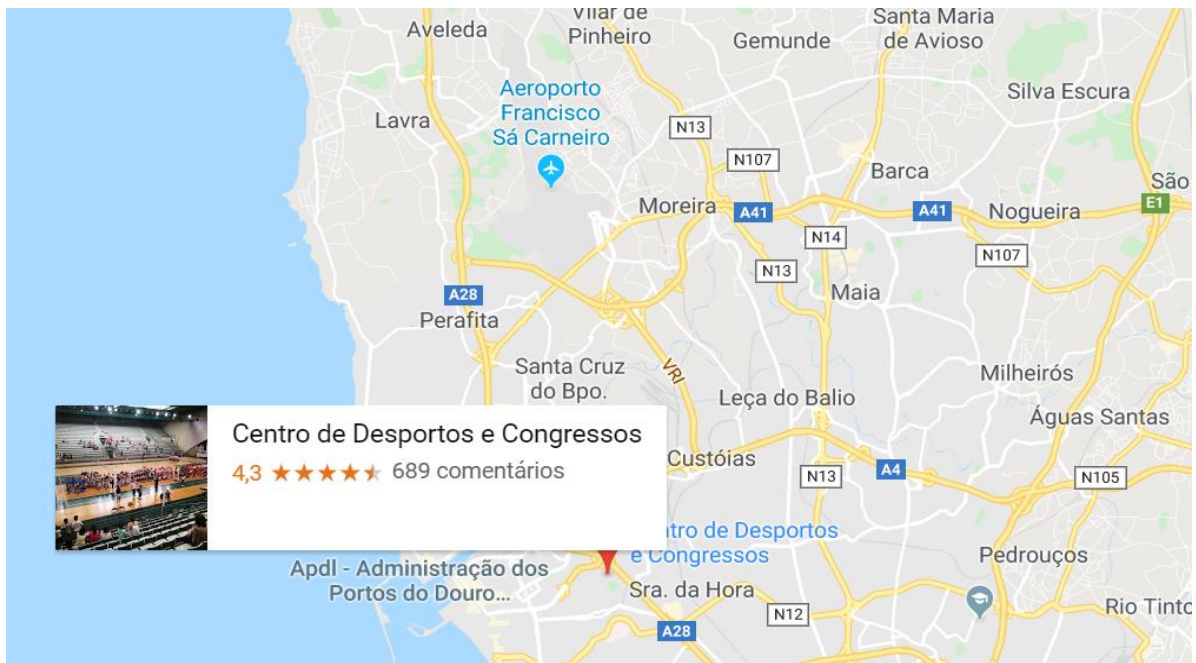 Aveleda
Vilar de
Pinheiro
Gemunde
Santa Maria
de Avioso
Silva Escura
Aeroporto
Francisco
Sá Carneiro
Lavra
N13
N107
Barca
São
E1
Moreira
A41
A41
Nogueira
N14
N107
N13
A28
Maia
Perafita
Santa Cruz
do Bpo.
VRI
Milheirós
Leça do Balio
Águas Santas
Centro de Desportos e Congressos
4,3
689 comentários
Custóias
A4
N13
N105
tro de Desportos
e Congressos
Pedrouços
Apdl - Administração dos
Portos do Douro...
Sra. da Hora
N12
Rio Tinto
A28